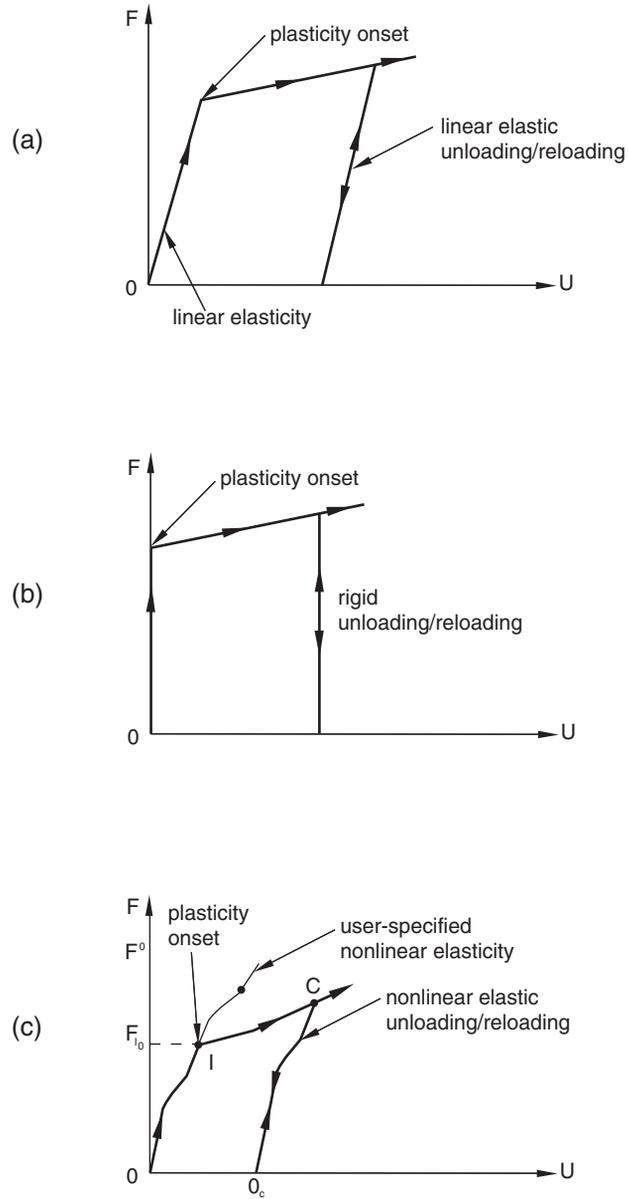 F
plasticity onset
(a)
linear elastic
unloading/reloading
0
U
linear elasticity
F
plasticity onset
(b)
rigid
unloading/reloading
0
U
F
plasticity
onset
user-specified
nonlinear elasticity
F⁰
C
nonlinear elastic
unloading/reloading
(c)
F_I₀
I
0
0_c
U